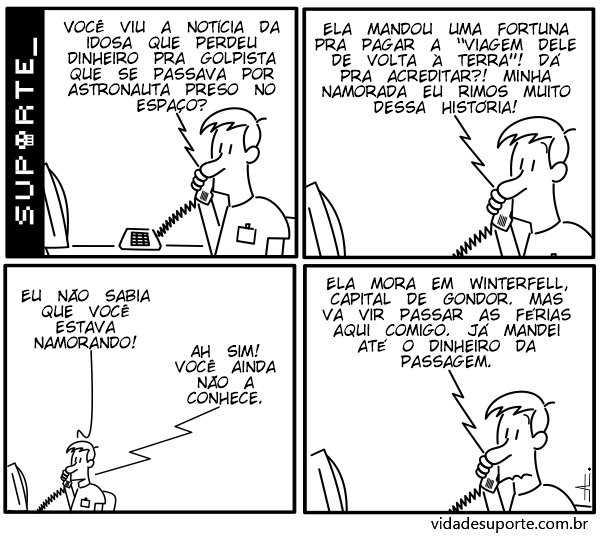 SUPORTE_
VOCÊ VIU A NOTÍCIA DA
IDOSA QUE PERDEU
DINHEIRO PRA GOLPISTA
QUE SE PASSAVA POR
ASTRONAUTA PRESO NO
ESPAÇO?
ELA MANDOU UMA FORTUNA
PRA PAGAR A "VIAGEM DELE
DE VOLTA À TERRA"! DÁ
PRA ACREDITAR?! MINHA
NAMORADA EU RIMOS MUITO
DESSA HISTÓRIA!
EU NÃO SABIA
QUE VOCÊ
ESTAVA
NAMORANDO!
AH SIM!
VOCÊ AINDA
NÃO A
CONHECE.
ELA MORA EM WINTERFELL,
CAPITAL DE GONDOR. MAS
VAI VIR PASSAR AS FÉRIAS
AQUI COMIGO. JÁ MANDEI
ATÉ O DINHEIRO DA
PASSAGEM.
vidadesuporte.com.br